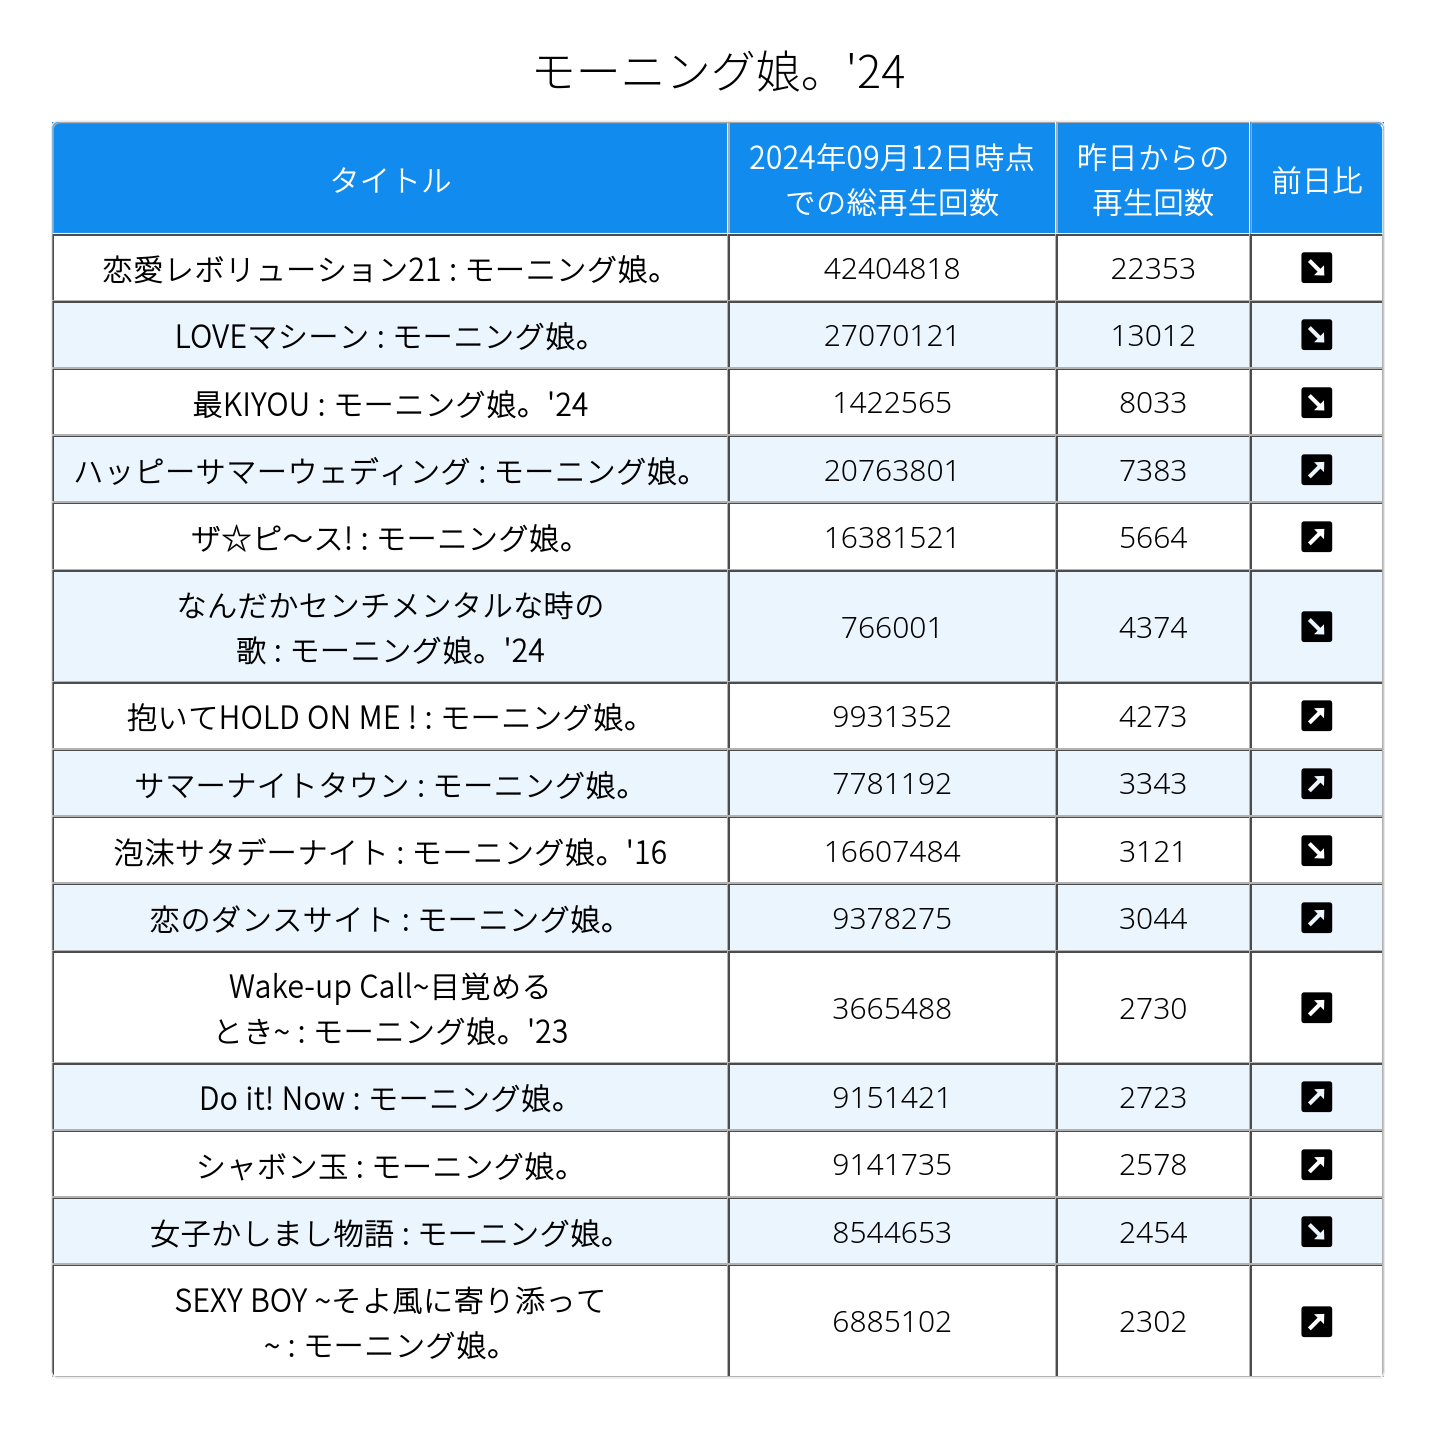 モーニング娘。'24
タイトル
2024年09月12日時点
での総再生回数
昨日からの
再生回数
前日比
恋愛レボリューション21 : モーニング娘。
42404818
22353
LOVEマシーン : モーニング娘。
27070121
13012
最KIYOU : モーニング娘。'24
1422565
8033
ハッピーサマーウェディング : モーニング娘。
20763801
7383
ザ☆ピ〜ス! : モーニング娘。
16381521
5664
なんだかセンチメンタルな時の
歌 : モーニング娘。'24
766001
4374
抱いてHOLD ON ME ! : モーニング娘。
9931352
4273
サマーナイトタウン : モーニング娘。
7781192
3343
泡沫サタデーナイト : モーニング娘。'16
16607484
3121
恋のダンスサイト : モーニング娘。
9378275
3044
Wake-up Call~目覚める
とき~ : モーニング娘。'23
3665488
2730
Do it! Now : モーニング娘。
9151421
2723
シャボン玉 : モーニング娘。
9141735
2578
女子かしまし物語 : モーニング娘。
8544653
2454
SEXY BOY ~そよ風に寄り添って
~ : モーニング娘。
6885102
2302